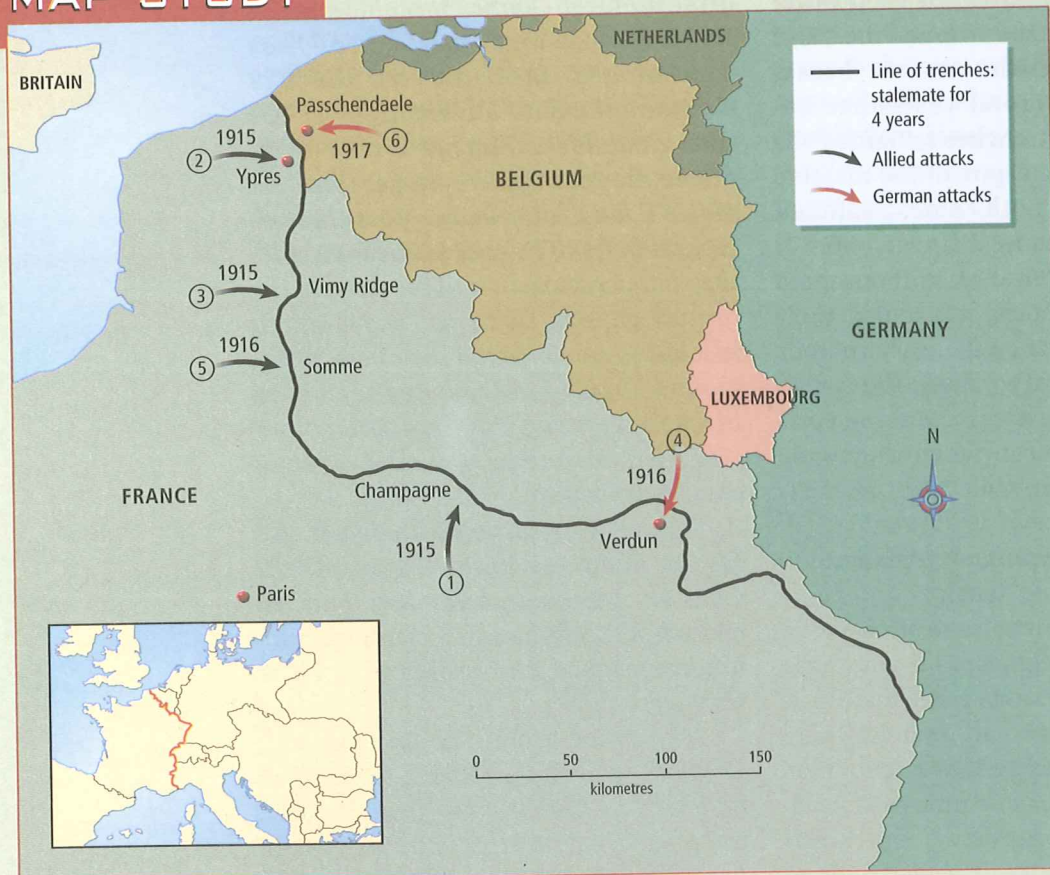 MAP STUDY
BRITAIN
NETHERLANDS
Line of trenches:
stalemate for
4 years
Allied attacks
German attacks
Passchendaele
1915
2
6
1917
Ypres
BELGIUM
1915
3
Vimy Ridge
GERMANY
1916
5
Somme
LUXEMBOURG
4
N
1916
FRANCE
Champagne
Verdun
1915
1
Paris
0 50 100 150
kilometres